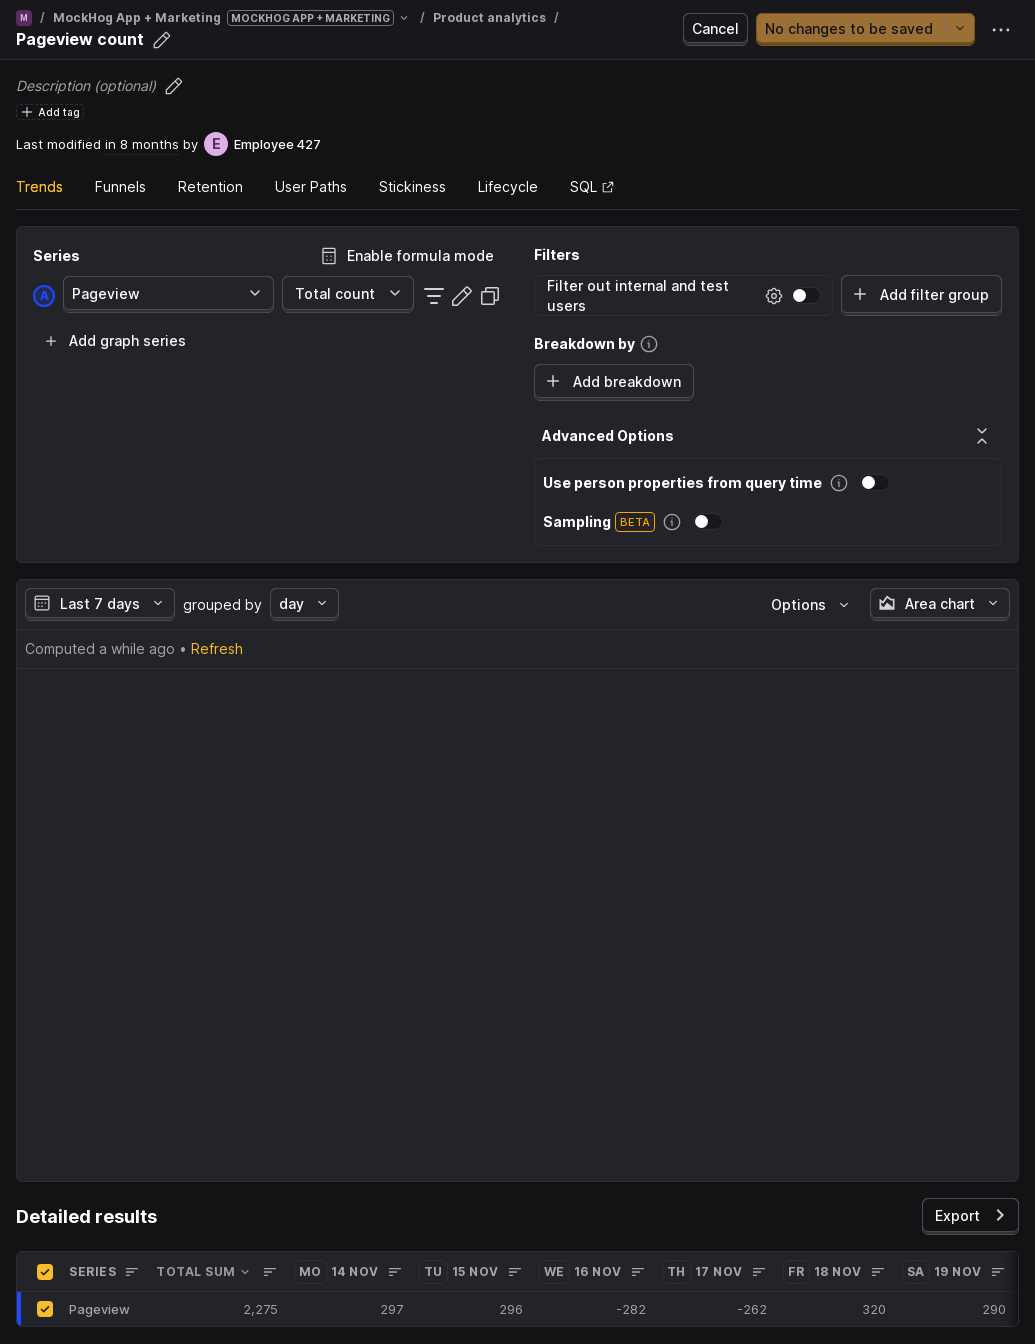 M / MockHog App + Marketing MOCKHOG APP + MARKETING / Product analytics /
Pageview count
Cancel
No changes to be saved
Description (optional)
Add tag
Last modified in 8 months by E Employee 427
Trends Funnels Retention User Paths Stickiness Lifecycle SQL
Series
Enable formula mode
A Pageview Total count
Add graph series
Filters
Filter out internal and test
users
Add filter group
Breakdown by
Add breakdown
Advanced Options
Use person properties from query time
Sampling BETA
Last 7 days grouped by day Options Area chart
Computed a while ago • Refresh
Detailed results
Export
SERIES TOTAL SUM MO 14 NOV TU 15 NOV WE 16 NOV TH 17 NOV FR 18 NOV SA 19 NOV
Pageview 2,275 297 296 -282 -262 320 290